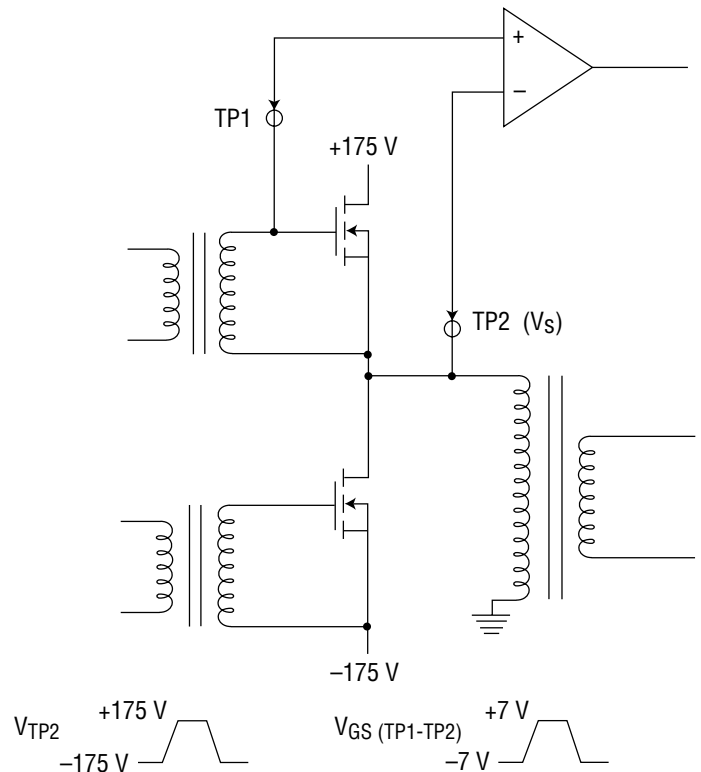 +
−
TP1
+175 V
TP2 (VS)
−175 V
VTP2
+175 V
−175 V
VGS (TP1-TP2)
+7 V
−7 V